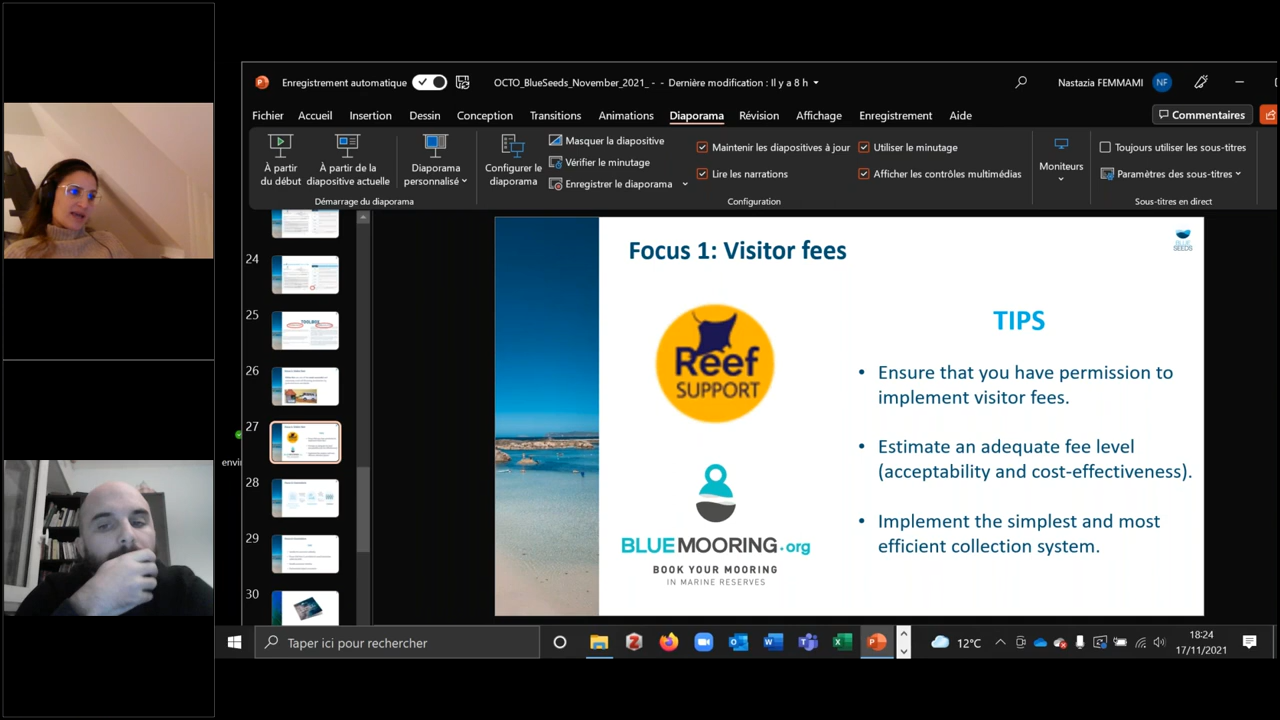 Enregistrement automatique
OCTO_BlueSeeds_November_2021_ - - Dernière modification : Il y a 8 h
Nastazia FEMMAMI
NF
Fichier Accueil Insertion Dessin Conception Transitions Animations Diaporama Révision Affichage Enregistrement Aide
Commentaires
À partir
du début
À partir de la
diapositive actuelle
Diaporama
personnalisé
Configurer le
diaporama
Masquer la diapositive
Vérifier le minutage
Enregistrer le diaporama
Maintenir les diapositives à jour
Lire les narrations
Utiliser le minutage
Afficher les contrôles multimédias
Moniteurs
Toujours utiliser les sous-titres
Paramètres des sous-titres
Démarrage du diaporama
Configuration
Sous-titres en direct
24
25
26
27
envi
28
29
30
Focus 1: Visitor fees
BLUE
SEEDS
Reef
SUPPORT
BLUEMOORING.org
BOOK YOUR MOORING
IN MARINE RESERVES
TIPS
• Ensure that you have permission to
implement visitor fees.
• Estimate an adequate fee level
(acceptability and cost-effectiveness).
• Implement the simplest and most
efficient collection system.
Taper ici pour rechercher
12°C
18:24
17/11/2021